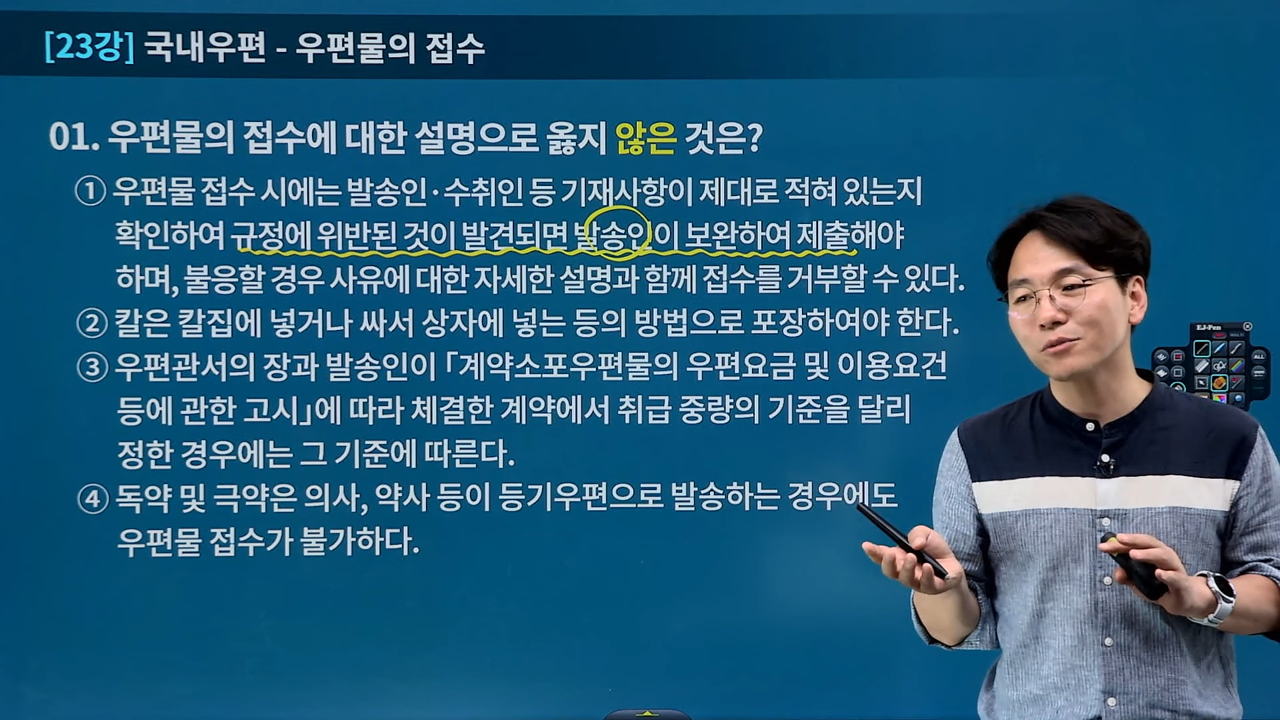 [23강] 국내우편 - 우편물의 접수
01. 우편물의 접수에 대한 설명으로 옳지 않은 것은?
① 우편물 접수 시에는 발송인·수취인 등 기재사항이 제대로 적혀 있는지
확인하여 규정에 위반된 것이 발견되면 발송인이 보완하여 제출해야
하며, 불응할 경우 사유에 대한 자세한 설명과 함께 접수를 거부할 수 있다.
② 칼은 칼집에 넣거나 싸서 상자에 넣는 등의 방법으로 포장하여야 한다.
③ 우편관서의 장과 발송인이 「계약소포우편물의 우편요금 및 이용요건
등에 관한 고시」에 따라 체결한 계약에서 취급 중량의 기준을 달리
정한 경우에는 그 기준에 따른다.
④ 독약 및 극약은 의사, 약사 등이 등기우편으로 발송하는 경우에도
우편물 접수가 불가하다.
EJ-Pen
ALL